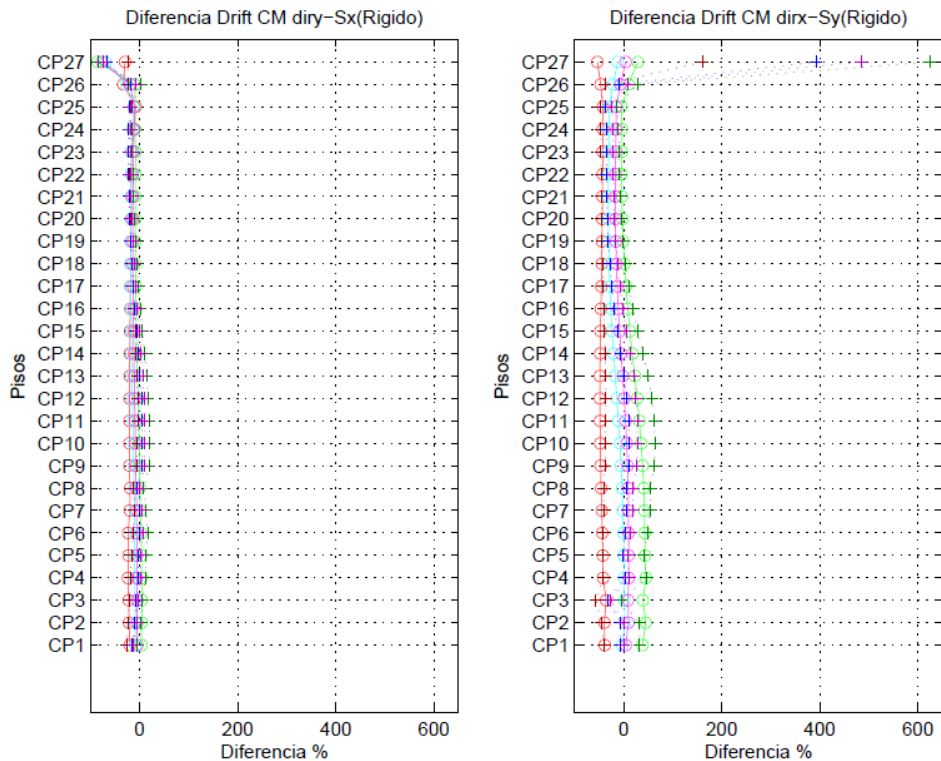 Diferencia Drift CM diry−Sx(Rigido)
CP27
CP26
CP25
CP24
CP23
CP22
CP21
CP20
CP19
CP18
CP17
CP16
CP15
CP14
CP13
CP12
CP11
CP10
CP9
CP8
CP7
CP6
CP5
CP4
CP3
CP2
CP1
Pisos
0 200 400 600
Diferencia %
Diferencia Drift CM dirx−Sy(Rigido)
CP27
CP26
CP25
CP24
CP23
CP22
CP21
CP20
CP19
CP18
CP17
CP16
CP15
CP14
CP13
CP12
CP11
CP10
CP9
CP8
CP7
CP6
CP5
CP4
CP3
CP2
CP1
Pisos
0 200 400 600
Diferencia %